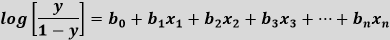 log[y/(1 − y)] = b₀ + b₁x₁ + b₂x₂ + b₃x₃ + ⋯ + bₙxₙ